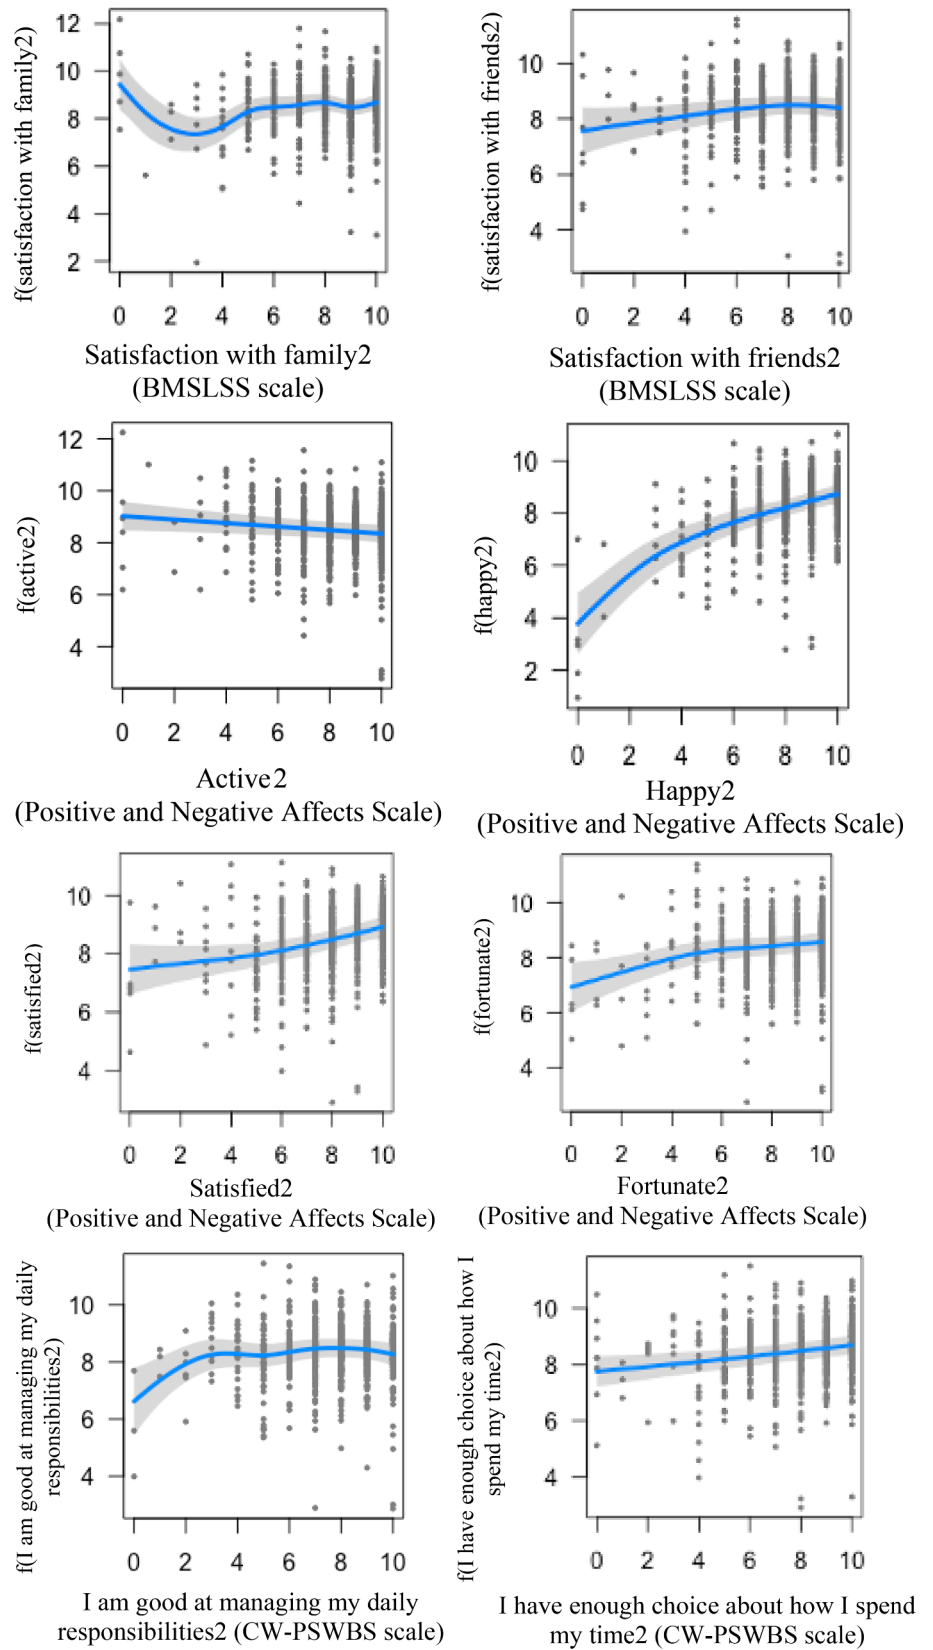 f(satisfaction with family2)
12
10
8
6
4
2
0 2 4 6 8 10
Satisfaction with family2
(BMSLSS scale)
f(satisfaction with friends2)
10
8
6
4
0 2 4 6 8 10
Satisfaction with friends2
(BMSLSS scale)
f(active2)
12
10
8
6
4
0 2 4 6 8 10
Active2
(Positive and Negative Affects Scale)
f(happy2)
10
8
6
4
2
0 2 4 6 8 10
Happy2
(Positive and Negative Affects Scale)
f(satisfied2)
10
8
6
4
0 2 4 6 8 10
Satisfied2
(Positive and Negative Affects Scale)
f(fortunate2)
10
8
6
4
0 2 4 6 8 10
Fortunate2
(Positive and Negative Affects Scale)
f(I am good at managing my daily
responsibilities2)
10
8
6
4
0 2 4 6 8 10
I am good at managing my daily
responsibilities2 (CW-PSWBS scale)
f(I have enough choice about how I
spend my time2)
10
8
6
4
0 2 4 6 8 10
I have enough choice about how I spend
my time2 (CW-PSWBS scale)